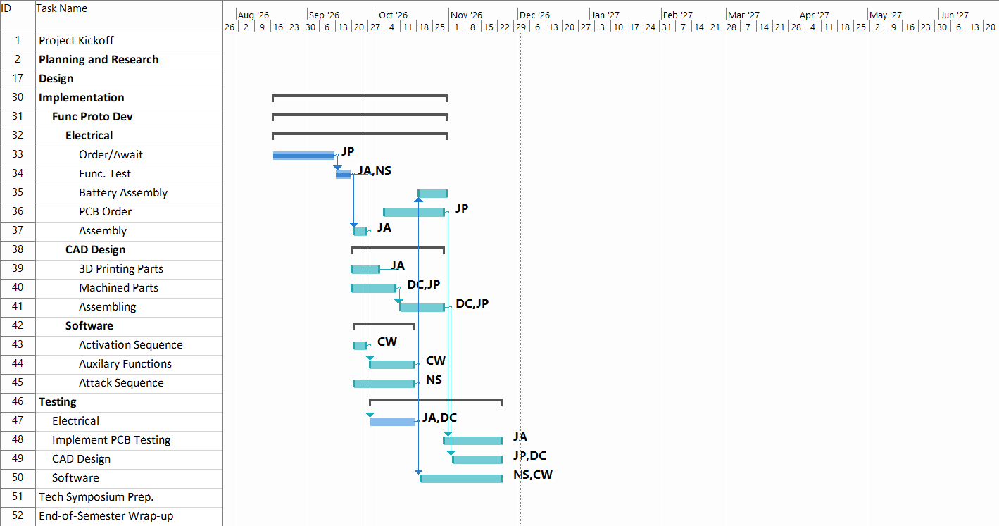 ID Task Name Aug '26 Sep '26 Oct '26 Nov '26 Dec '26 Jan '27 Feb '27 Mar '27 Apr '27 May '27 Jun '27
26 2 9 16 23 30 6 13 20 27 4 11 18 25 1 8 15 22 29 6 13 20 27 3 10 17 24 31 7 14 21 28 7 14 21 28 4 11 18 25 2 9 16 23 30 6 13 20
1 Project Kickoff
2 Planning and Research
17 Design
30 Implementation
31 Func Proto Dev
32 Electrical
33 Order/Await JP
34 Func. Test JA,NS
35 Battery Assembly
36 PCB Order JP
37 Assembly JA
38 CAD Design
39 3D Printing Parts JA
40 Machined Parts DC,JP
41 Assembling DC,JP
42 Software
43 Activation Sequence CW
44 Auxilary Functions CW
45 Attack Sequence NS
46 Testing
47 Electrical JA,DC
48 Implement PCB Testing JA
49 CAD Design JP,DC
50 Software NS,CW
51 Tech Symposium Prep.
52 End-of-Semester Wrap-up